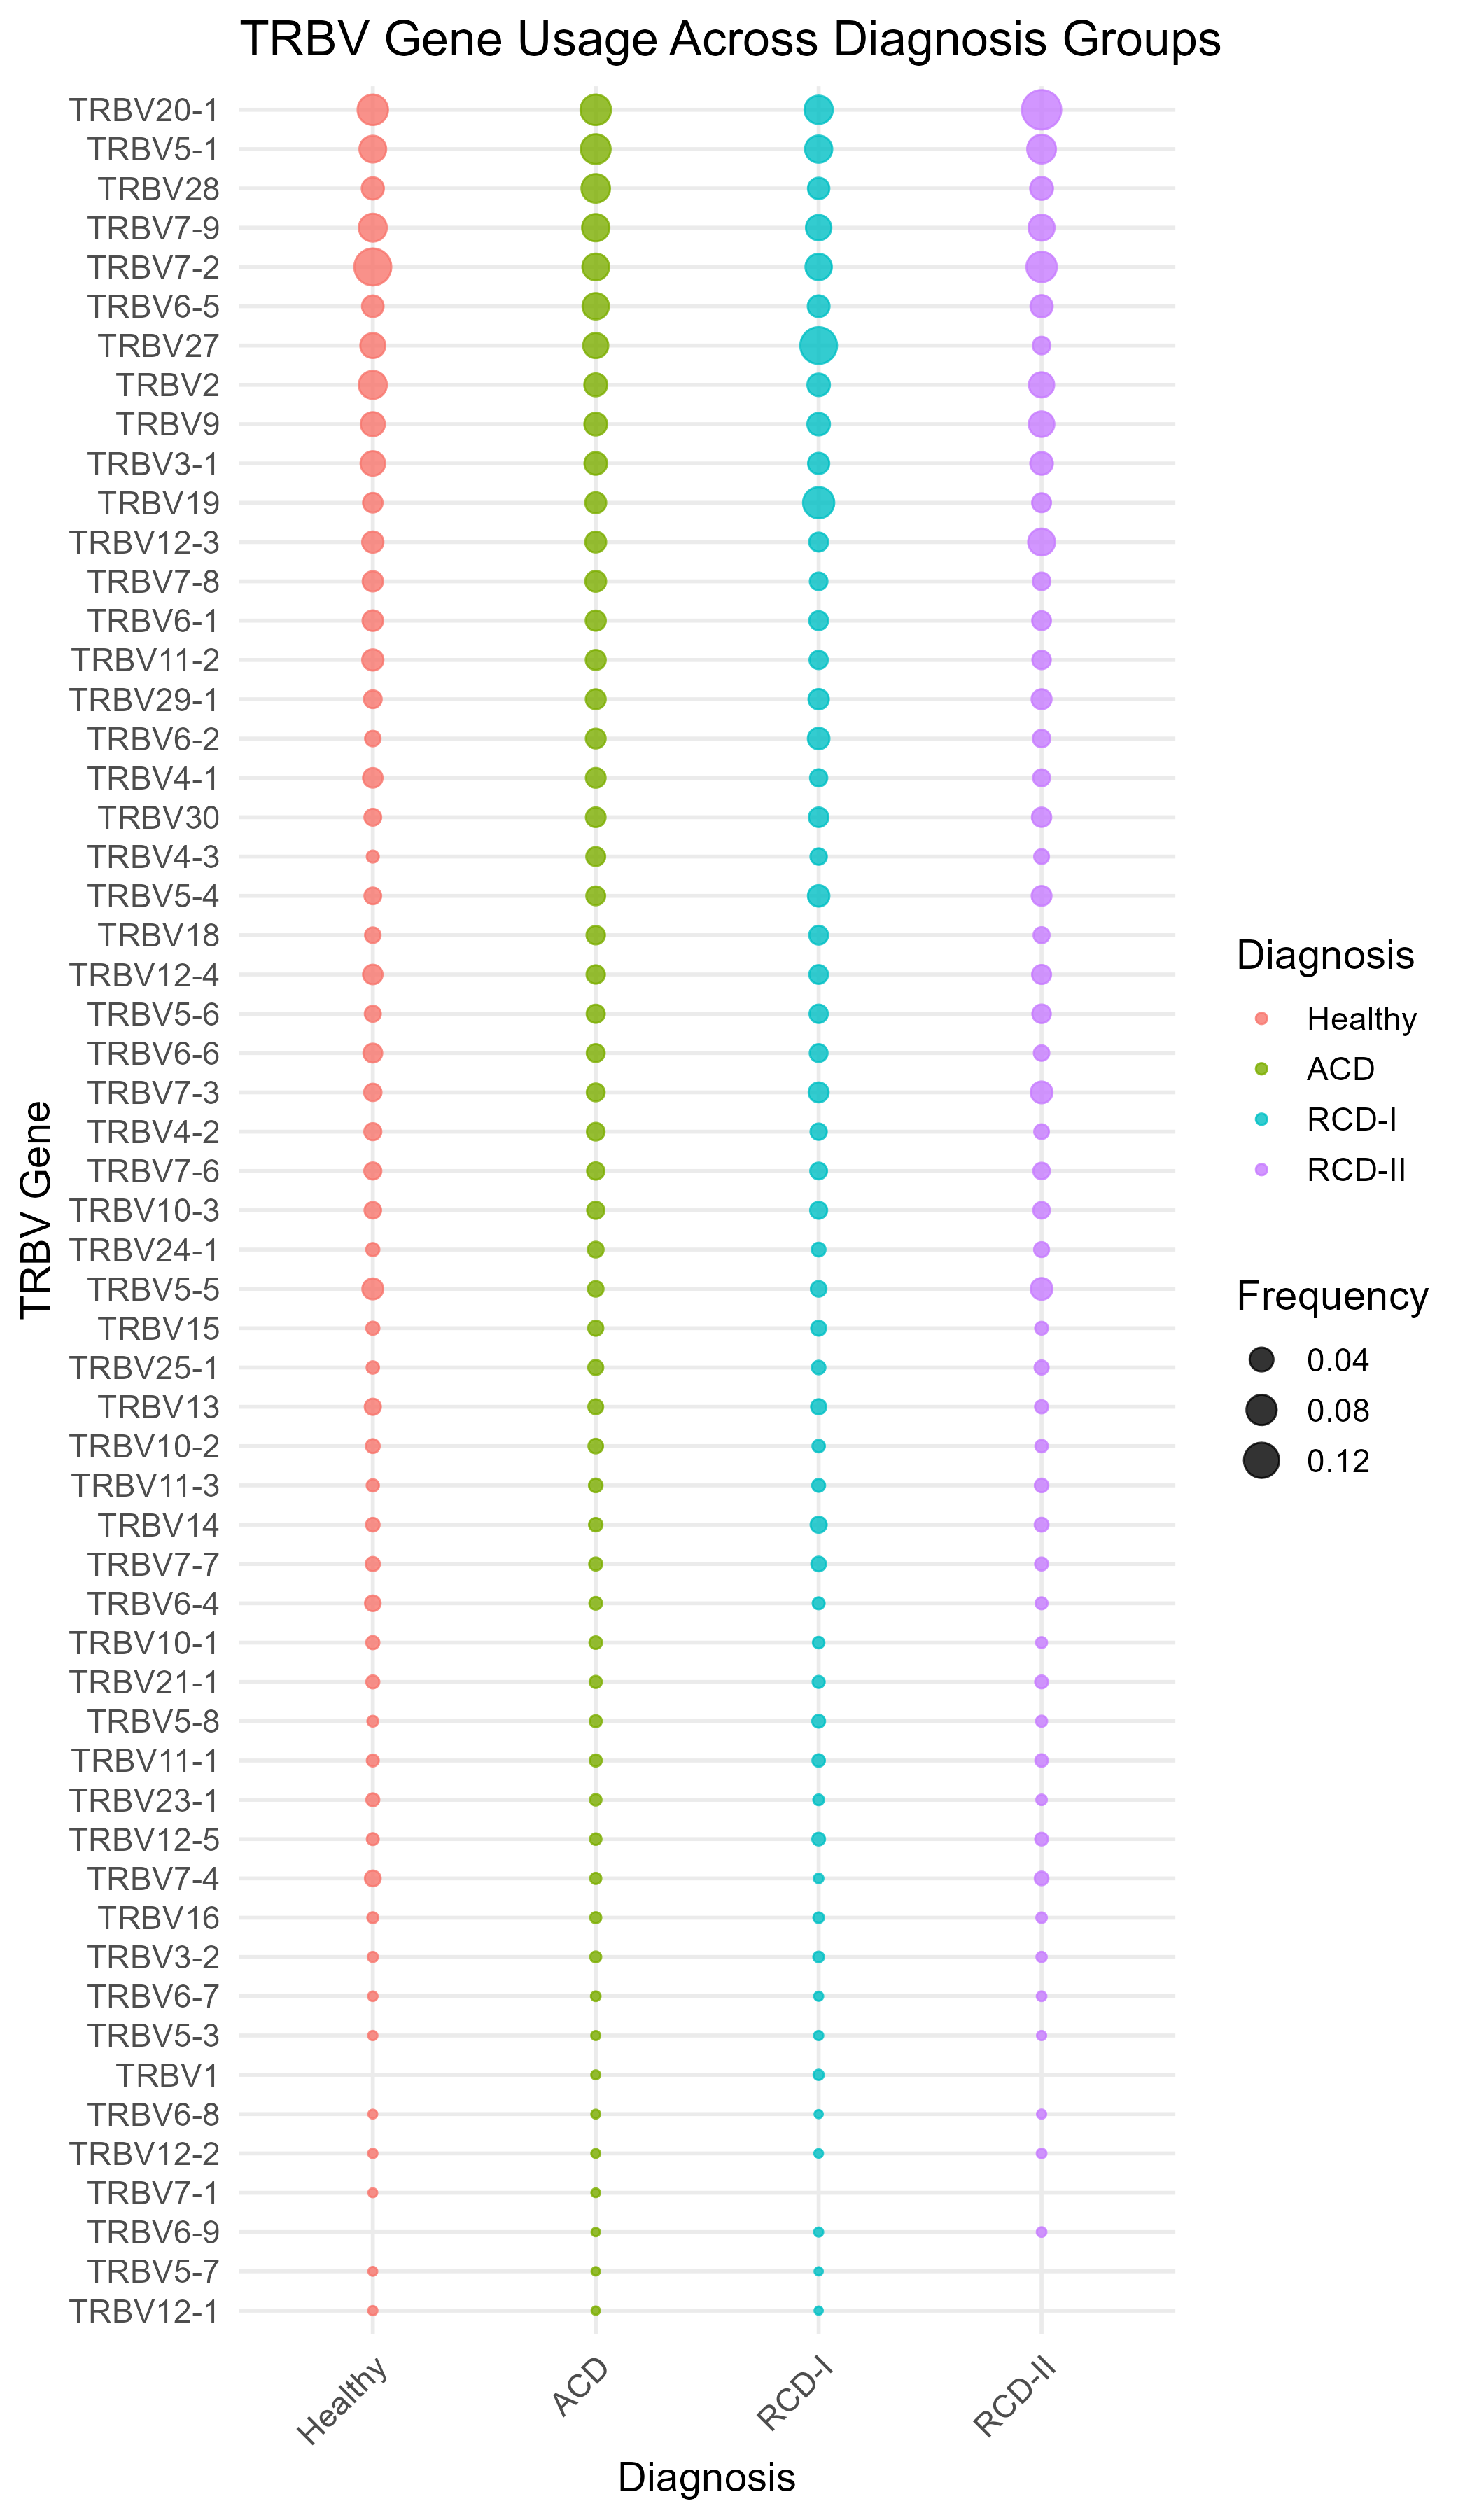 TRBV Gene Usage Across Diagnosis Groups
TRBV20-1
TRBV5-1
TRBV28
TRBV7-9
TRBV7-2
TRBV6-5
TRBV27
TRBV2
TRBV9
TRBV3-1
TRBV19
TRBV12-3
TRBV7-8
TRBV6-1
TRBV11-2
TRBV29-1
TRBV6-2
TRBV4-1
TRBV30
TRBV4-3
TRBV5-4
TRBV18
TRBV12-4
TRBV5-6
TRBV6-6
TRBV7-3
TRBV4-2
TRBV7-6
TRBV10-3
TRBV24-1
TRBV5-5
TRBV15
TRBV25-1
TRBV13
TRBV10-2
TRBV11-3
TRBV14
TRBV7-7
TRBV6-4
TRBV10-1
TRBV21-1
TRBV5-8
TRBV11-1
TRBV23-1
TRBV12-5
TRBV7-4
TRBV16
TRBV3-2
TRBV6-7
TRBV5-3
TRBV1
TRBV6-8
TRBV12-2
TRBV7-1
TRBV6-9
TRBV5-7
TRBV12-1
TRBV Gene
Healthy
ACD
RCD-I
RCD-II
Diagnosis
Diagnosis
Healthy
ACD
RCD-I
RCD-II
Frequency
0.04
0.08
0.12